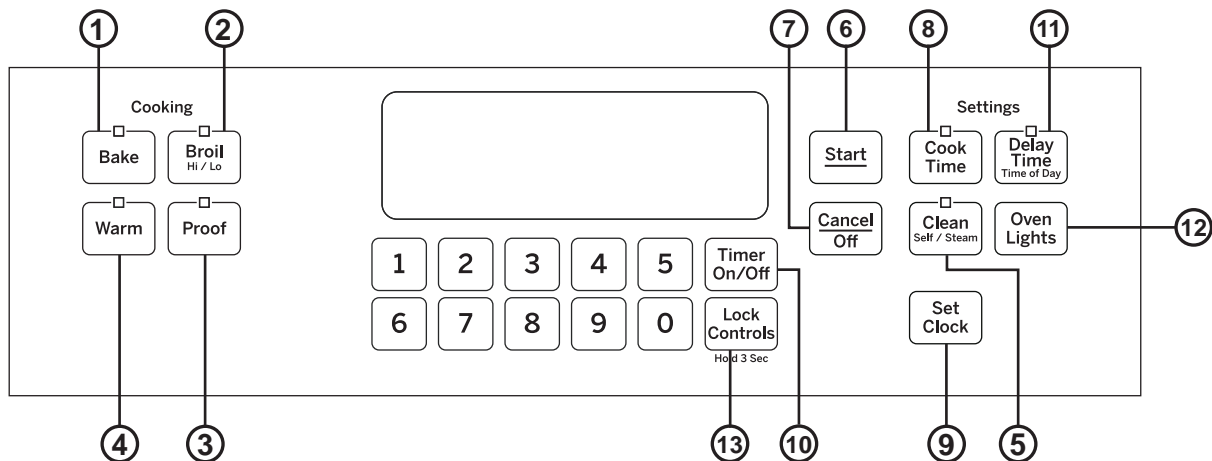 1
2
7
6
8
11
Cooking
Settings
Bake
Broil
Hi / Lo
Start
Cook
Time
Delay
Time
Time of Day
Warm
Proof
Cancel
Off
Clean
Self / Steam
Oven
Lights
12
1 2 3 4 5
Timer
On/Off
6 7 8 9 0
Lock
Controls
Hold 3 Sec
Set
Clock
4
3
13
10
9
5